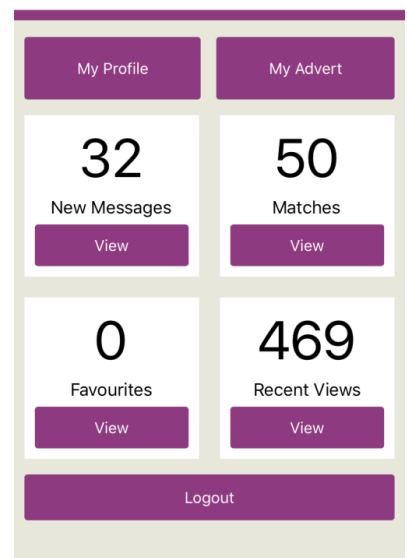 My Profile
My Advert
32
New Messages
View
50
Matches
View
0
Favourites
View
469
Recent Views
View
Logout